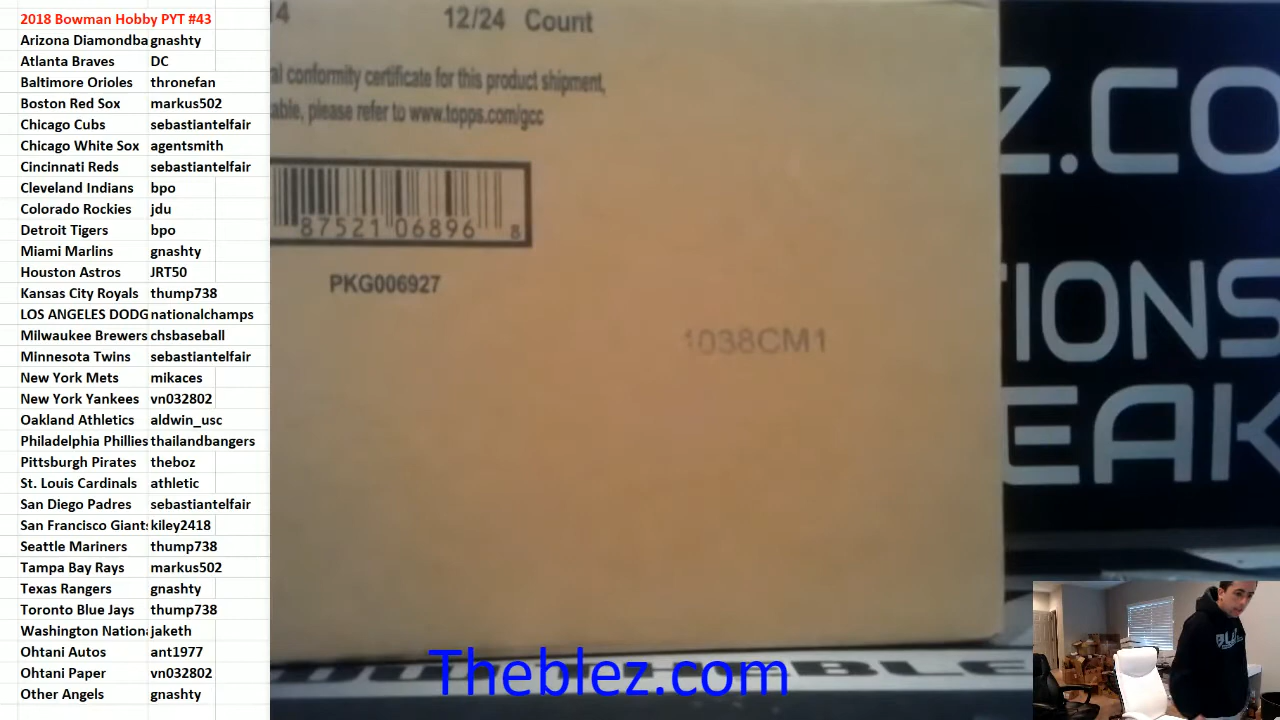 2018 Bowman Hobby PYT #43
Arizona Diamondba gnashty
Atlanta Braves DC
Baltimore Orioles thronefan
Boston Red Sox markus502
Chicago Cubs sebastiantelfair
Chicago White Sox agentsmith
Cincinnati Reds sebastiantelfair
Cleveland Indians bpo
Colorado Rockies jdu
Detroit Tigers bpo
Miami Marlins gnashty
Houston Astros JRT50
Kansas City Royals thump738
LOS ANGELES DODG nationalchamps
Milwaukee Brewers chsbaseball
Minnesota Twins sebastiantelfair
New York Mets mikaces
New York Yankees vn032802
Oakland Athletics aldwin_usc
Philadelphia Phillies thailandbangers
Pittsburgh Pirates theboz
St. Louis Cardinals athletic
San Diego Padres sebastiantelfair
San Francisco Giants kiley2418
Seattle Mariners thump738
Tampa Bay Rays markus502
Texas Rangers gnashty
Toronto Blue Jays thump738
Washington Nationa jaketh
Ohtani Autos ant1977
Ohtani Paper vn032802
Other Angels gnashty
4 12/24 Count
al conformity certificate for this product shipment,
able, please refer to www.topps.com/gcc
87521 06896 8
PKG006927
1038CM1
Z.CO
IONS
EAK
Theblez.com